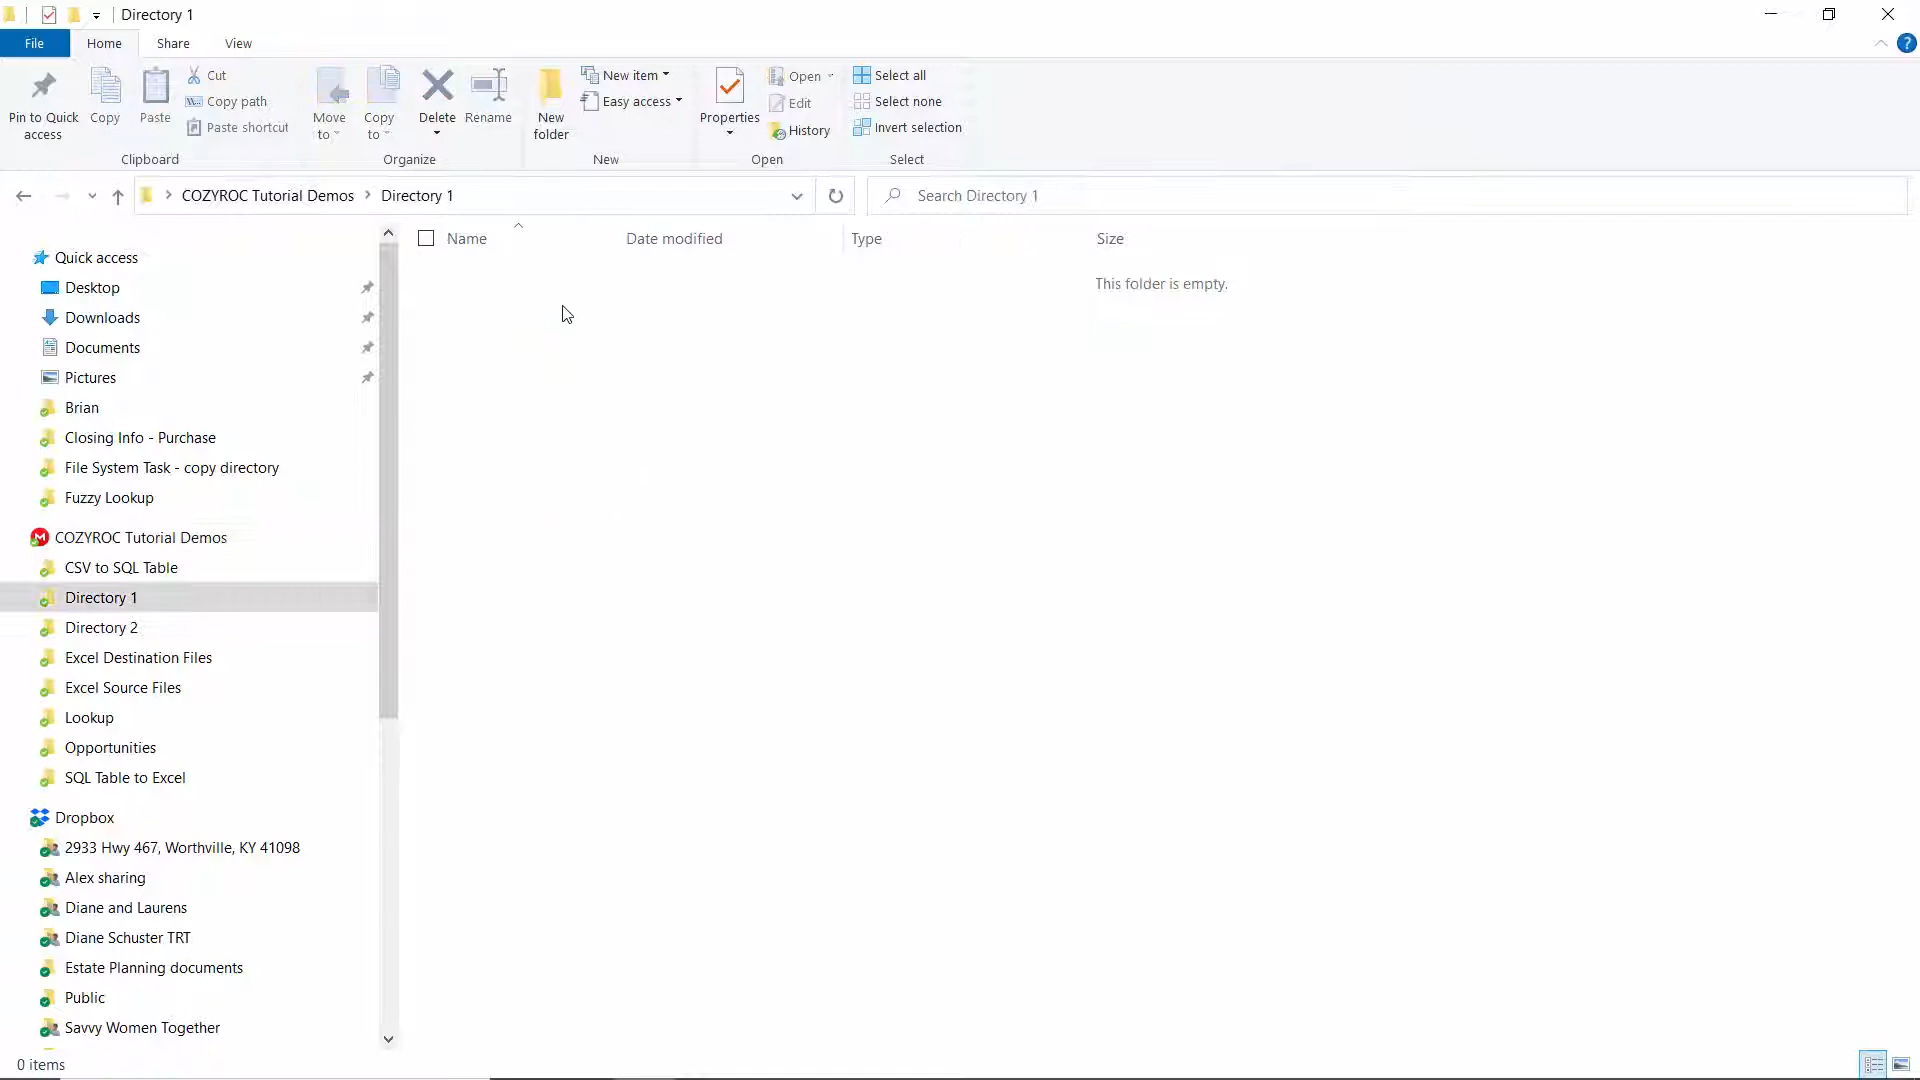 Directory 1
File
Home
Share
View
Pin to Quick access
Copy
Paste
Cut
Copy path
Paste shortcut
Clipboard
Move to
Copy to
Delete
Rename
Organize
New folder
New item
Easy access
New
Properties
Open
Edit
History
Open
Select all
Select none
Invert selection
Select
COZYROC Tutorial Demos > Directory 1
Search Directory 1
Name
Date modified
Type
Size
This folder is empty.
Quick access
Desktop
Downloads
Documents
Pictures
Brian
Closing Info - Purchase
File System Task - copy directory
Fuzzy Lookup
COZYROC Tutorial Demos
CSV to SQL Table
Directory 1
Directory 2
Excel Destination Files
Excel Source Files
Lookup
Opportunities
SQL Table to Excel
Dropbox
2933 Hwy 467, Worthville, KY 41098
Alex sharing
Diane and Laurens
Diane Schuster TRT
Estate Planning documents
Public
Savvy Women Together
0 items